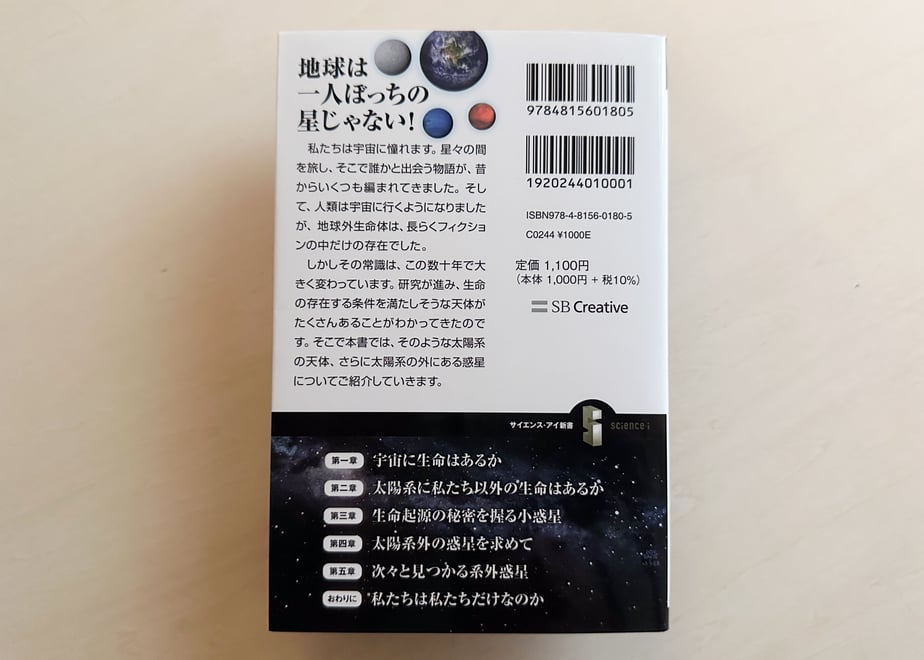 地球は
一人ぼっちの
星じゃない!
私たちは宇宙に憧れます。星々の間
を旅し、そこで誰かと出会う物語が、昔
からいくつも編まれてきました。そし
て、人類は宇宙に行くようになりました
が、地球外生命体は、長らくフィクショ
ンの中だけの存在でした。
しかしその常識は、この数十年で大
きく変わっています。研究が進み、生命
の存在する条件を満たしそうな天体が
たくさんあることがわかってきたので
す。そこで本書では、そのような太陽系
の天体、さらに太陽系の外にある惑星
についてご紹介していきます。
9784815601805
1920244010001
ISBN978-4-8156-0180-5
C0244 ¥1000E
定価 1,100円
(本体 1,000円 + 税10%)
SB Creative
サイエンス・アイ新書
science・i
第一章 宇宙に生命はあるか
第二章 太陽系に私たち以外の生命はあるか
第三章 生命起源の秘密を握る小惑星
第四章 太陽系外の惑星を求めて
第五章 次々と見つかる系外惑星
おわりに 私たちは私たちだけなのか